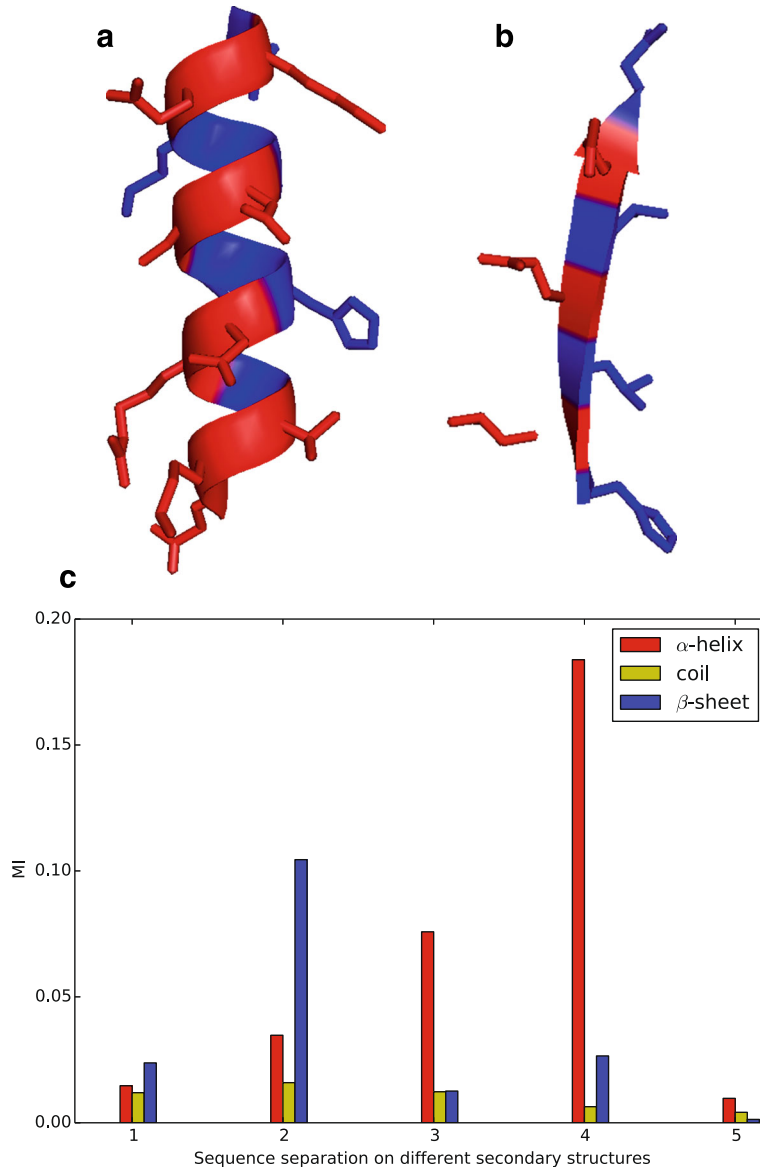 a
b
c
0.20
0.15
0.10
0.05
0.00
MI
α-helix
coil
β-sheet
1 2 3 4 5
Sequence separation on different secondary structures